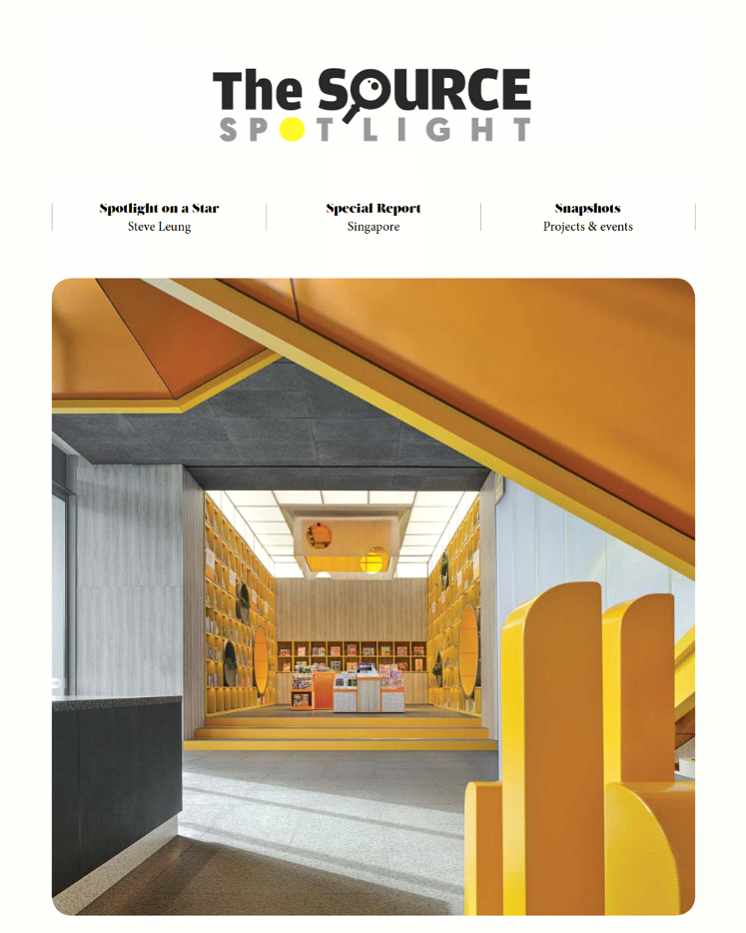 The SOURCE
SPOTLIGHT
Spotlight on a Star
Steve Leung
Special Report
Singapore
Snapshots
Projects & events